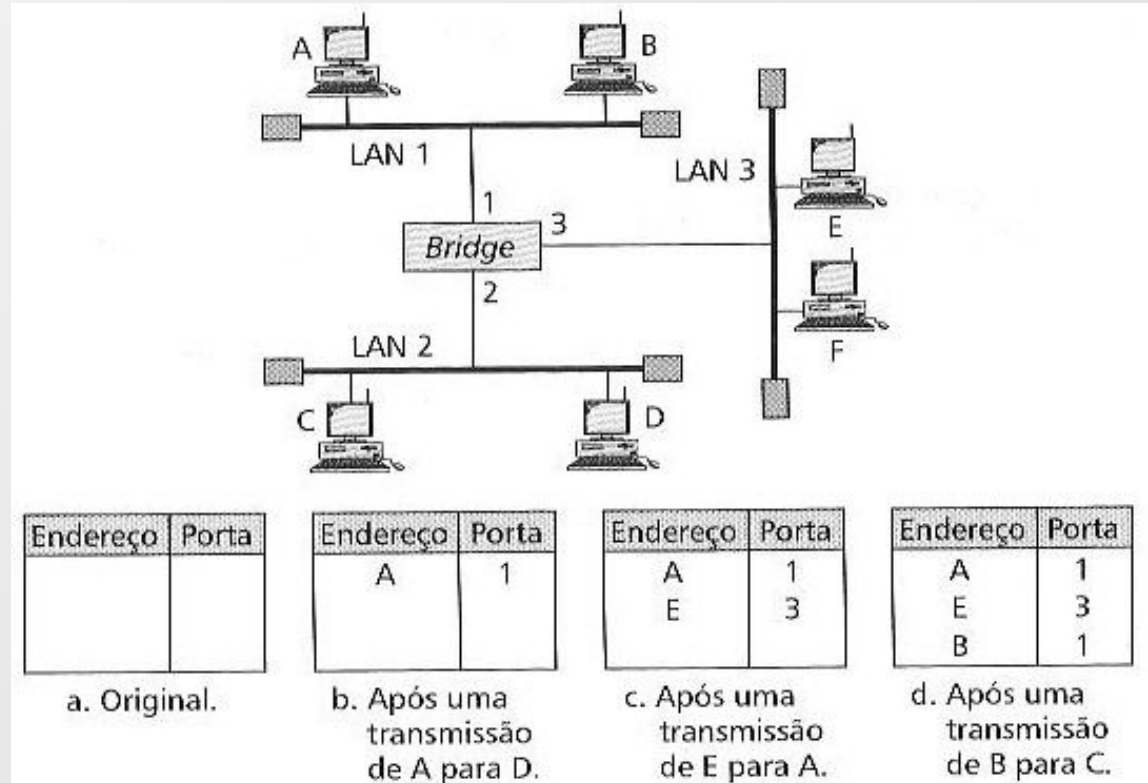 A
B
LAN 1
LAN 3
1
3
E
Bridge
2
F
LAN 2
C
D
Endereço Porta
a. Original.
Endereço Porta
A 1
b. Após uma
transmissão
de A para D.
Endereço Porta
A 1
E 3
c. Após uma
transmissão
de E para A.
Endereço Porta
A 1
E 3
B 1
d. Após uma
transmissão
de B para C.